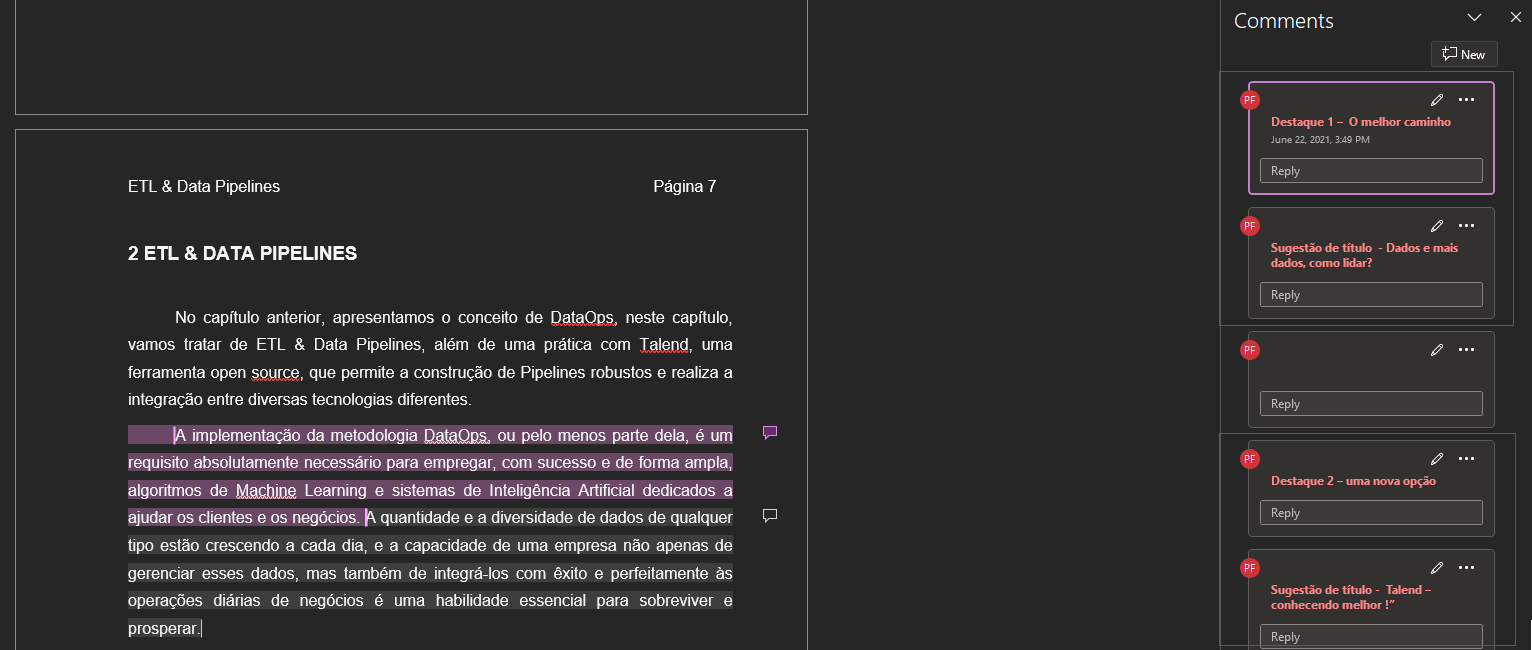 Comments
New
ETL & Data Pipelines
Página 7
2 ETL & DATA PIPELINES
No capítulo anterior, apresentamos o conceito de DataOps, neste capítulo,
vamos tratar de ETL & Data Pipelines, além de uma prática com Talend, uma
ferramenta open source, que permite a construção de Pipelines robustos e realiza a
integração entre diversas tecnologias diferentes.
A implementação da metodologia DataOps, ou pelo menos parte dela, é um
requisito absolutamente necessário para empregar, com sucesso e de forma ampla,
algoritmos de Machine Learning e sistemas de Inteligência Artificial dedicados a
ajudar os clientes e os negócios. A quantidade e a diversidade de dados de qualquer
tipo estão crescendo a cada dia, e a capacidade de uma empresa não apenas de
gerenciar esses dados, mas também de integrá-los com êxito e perfeitamente às
operações diárias de negócios é uma habilidade essencial para sobreviver e
prosperar.
PF
Destaque 1 – O melhor caminho
June 22, 2021, 3:49 PM
Reply
PF
Sugestão de título - Dados e mais
dados, como lidar?
Reply
PF
Reply
PF
Destaque 2 – uma nova opção
Reply
PF
Sugestão de título - Talend –
conhecendo melhor !”
Reply